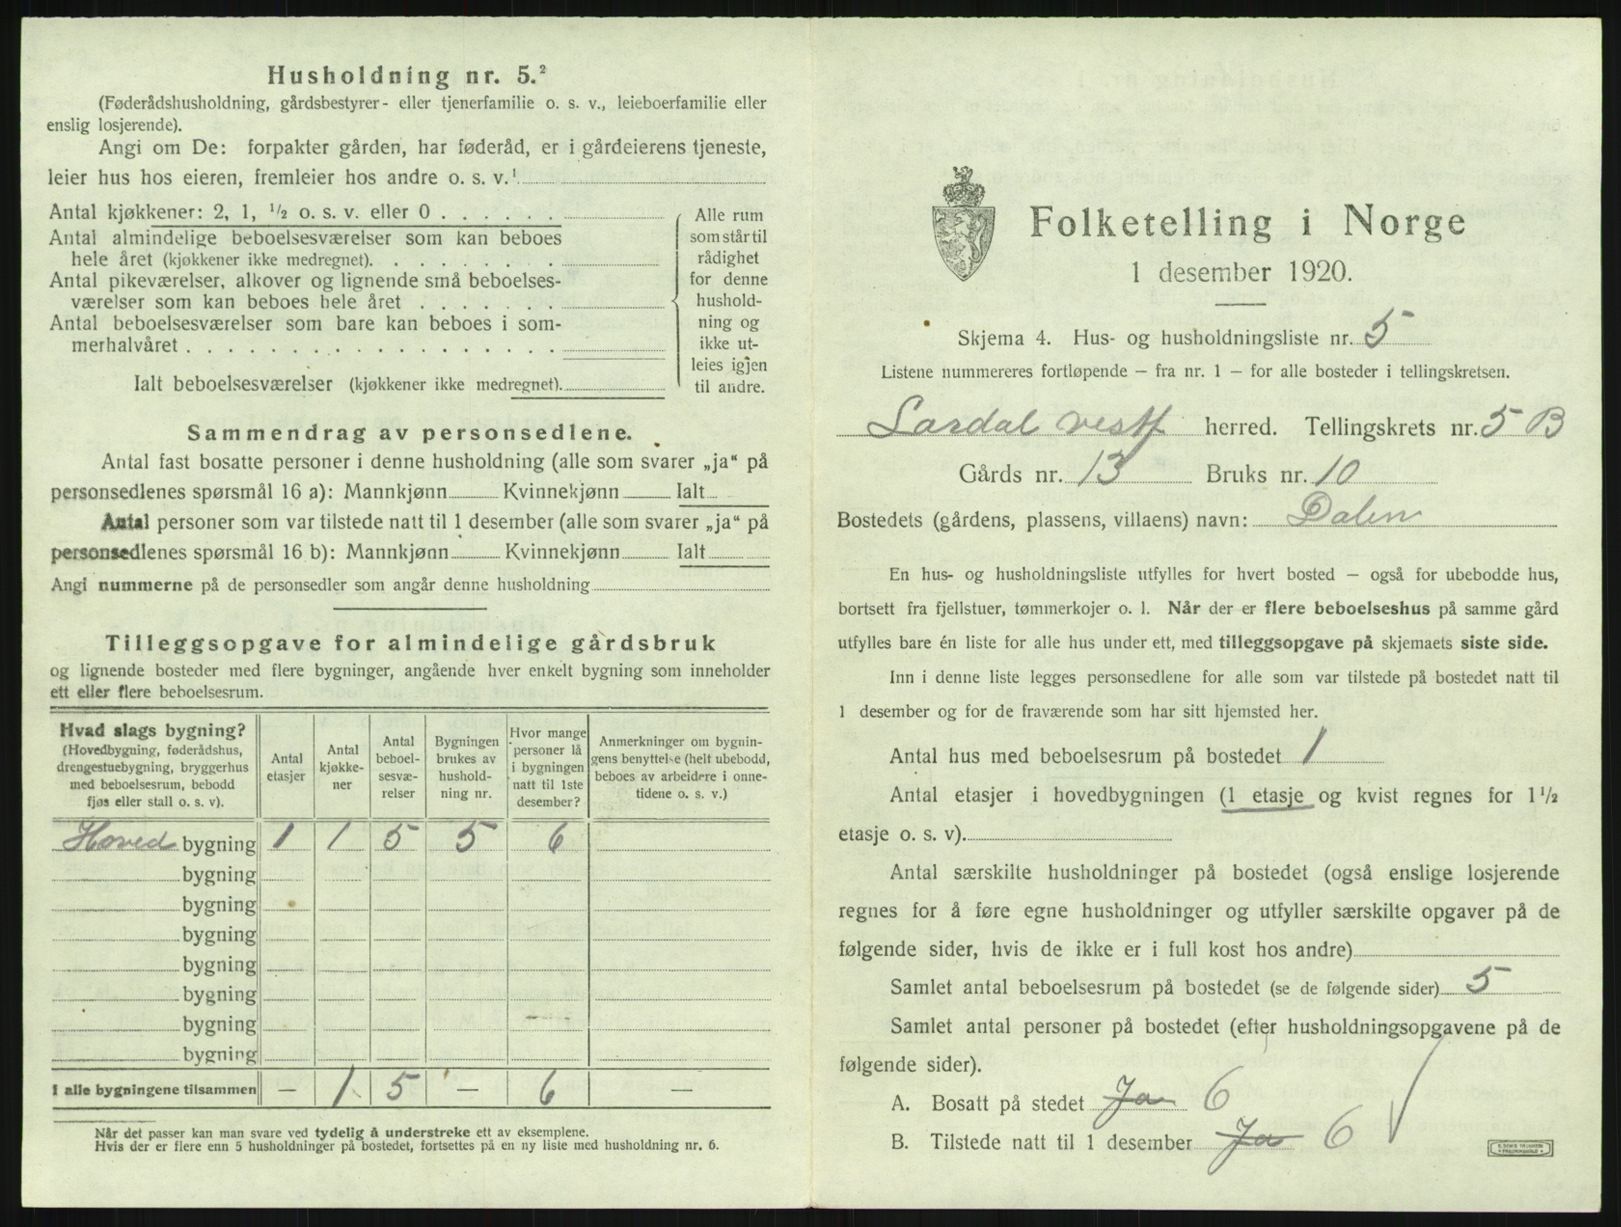 Husholdning nr. 5.²
(Føderådshusholdning, gårdsbestyrer- eller tjenerfamilie o. s. v., leieboerfamilie eller
enslig losjerende).
Angi om De: forpakter gården, har føderåd, er i gårdeierens tjeneste,
leier hus hos eieren, fremleier hos andre o. s. v.¹
Antal kjøkkener: 2, 1, ½ o. s. v. eller 0 . . . . . .
Antal almindelige beboelsesværelser som kan beboes
hele året (kjøkkener ikke medregnet). . . . . . . .
Antal pikeværelser, alkover og lignende små beboelses-
værelser som kan beboes hele året . . . . . . .
Antal beboelsesværelser som bare kan beboes i som-
merhalvåret . . . . . . . . . . . . . . . . . . .
Ialt beboelsesværelser (kjøkkener ikke medregnet).
Alle rum
som står til
rådighet
for denne
hushold-
ning og
ikke ut-
leies igjen
til andre.
Sammendrag av personsedlene.
Antal fast bosatte personer i denne husholdning (alle som svarer „ja“ på
personsedlenes spørsmål 16 a): Mannkjønn Kvinnekjønn Ialt
Antal personer som var tilstede natt til 1 desember (alle som svarer „ja“ på
personsedlenes spørsmål 16 b): Mannkjønn Kvinnekjønn Ialt
Angi nummerne på de personsedler som angår denne husholdning
Tilleggsopgave for almindelige gårdsbruk
og lignende bosteder med flere bygninger, angående hver enkelt bygning som inneholder
ett eller flere beboelsesrum.
Hvad slags bygning?
(Hovedbygning, føderådshus,
drengestuebygning, bryggerhus
med beboelsesrum, bebodd
fjøs eller stall o. s. v).
Antal
etasjer
Antal
kjøkke-
ner
Antal
beboel-
sesvæ-
relser
Bygningen
brukes av
hushold-
ning nr.
Hvor mange
personer lå
i bygningen
natt til 1ste
desember?
Anmerkninger om bygnin-
gens benyttelse (helt ubebodd,
beboes av arbeidere i onne-
tidene o. s. v.)
Hoved bygning 1 1 5 5 6
bygning
bygning
bygning
bygning
bygning
bygning
bygning
I alle bygningene tilsammen — 1 5 — 6 —
Når det passer kan man svare ved tydelig å understreke ett av eksemplene.
Hvis der er flere enn 5 husholdninger på bostedet, fortsettes på en ny liste med husholdning nr. 6.
Folketelling i Norge
1 desember 1920.
Skjema 4. Hus- og husholdningsliste nr. 5
Listene nummereres fortløpende — fra nr. 1 — for alle bosteder i tellingskretsen.
Lardal vestf herred. Tellingskrets nr. 5 B
Gårds nr. 13 Bruks nr. 10
Bostedets (gårdens, plassens, villaens) navn: Dalen
En hus- og husholdningsliste utfylles for hvert bosted — også for ubebodde hus,
bortsett fra fjellstuer, tømmerkojer o. l. Når der er flere beboelseshus på samme gård
utfylles bare én liste for alle hus under ett, med tilleggsopgave på skjemaets siste side.
Inn i denne liste legges personsedlene for alle som var tilstede på bostedet natt til
1 desember og for de fraværende som har sitt hjemsted her.
Antal hus med beboelsesrum på bostedet 1
Antal etasjer i hovedbygningen (1 etasje og kvist regnes for 1½
etasje o. s. v).
Antal særskilte husholdninger på bostedet (også enslige losjerende
regnes for å føre egne husholdninger og utfyller særskilte opgaver på de
følgende sider, hvis de ikke er i full kost hos andre)
Samlet antal beboelsesrum på bostedet (se de følgende sider) 5
Samlet antal personer på bostedet (efter husholdningsopgavene på de
følgende sider).
A. Bosatt på stedet Ja 6
B. Tilstede natt til 1 desember Ja 6